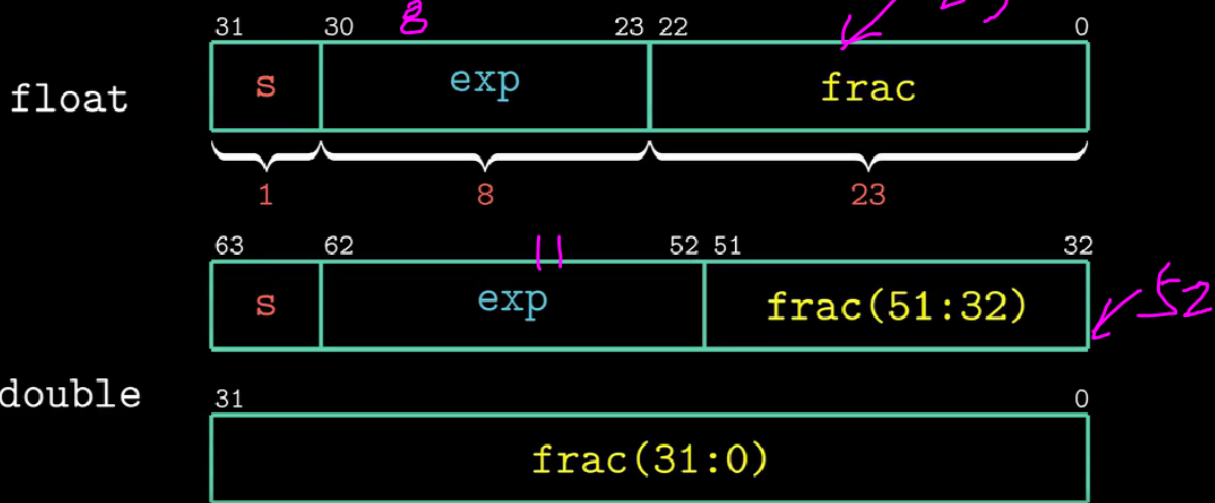 31 30 8 23 22 0
float s exp frac
1 8 23
63 62 11 52 51 32
s exp frac(51:32) 52
double
31 0
frac(31:0)